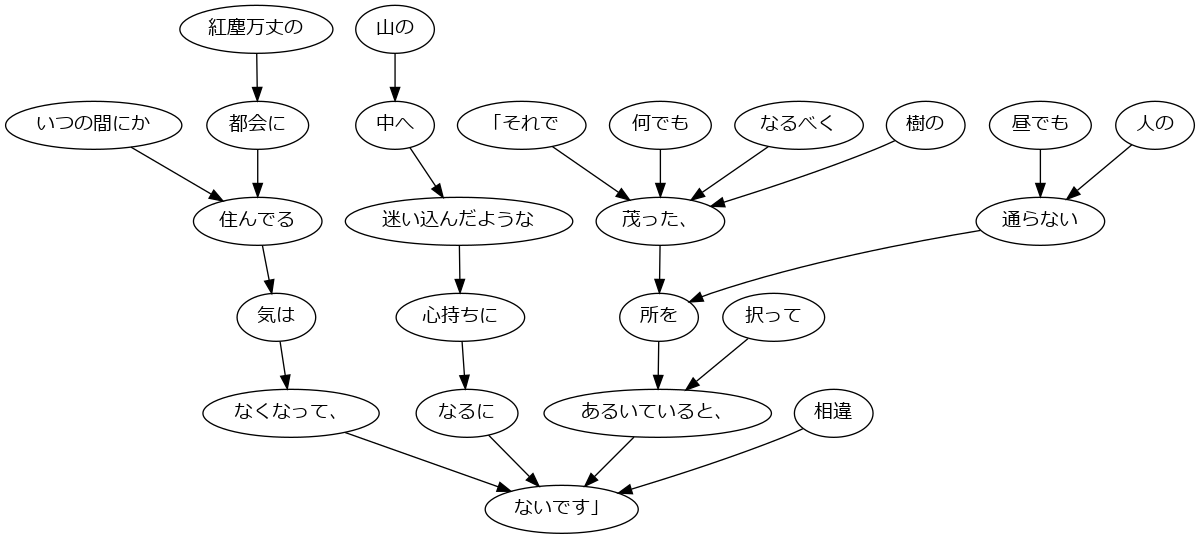 紅塵万丈の
山の
いつの間にか
都会に
中へ
「それで
何でも
なるべく
樹の
昼でも
人の
住んでる
迷い込んだような
茂った、
通らない
気は
心持ちに
所を
択って
なくなって、
なるに
あるいていると、
相違
ないです」